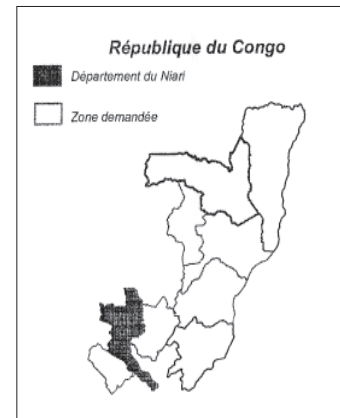 République du Congo
Département du Niari
Zone demandée